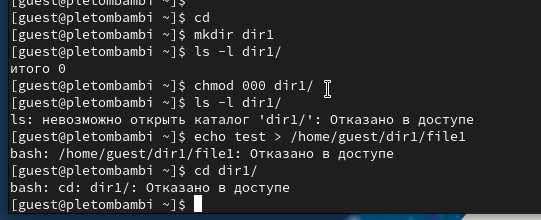 [guest@pletombambi ~]$ cd
[guest@pletombambi ~]$ mkdir dir1
[guest@pletombambi ~]$ ls -l dir1/
итого 0
[guest@pletombambi ~]$ chmod 000 dir1/
[guest@pletombambi ~]$ ls -l dir1/
ls: невозможно открыть каталог 'dir1/': Отказано в доступе
[guest@pletombambi ~]$ echo test > /home/guest/dir1/file1
bash: /home/guest/dir1/file1: Отказано в доступе
[guest@pletombambi ~]$ cd dir1/
bash: cd: dir1/: Отказано в доступе
[guest@pletombambi ~]$